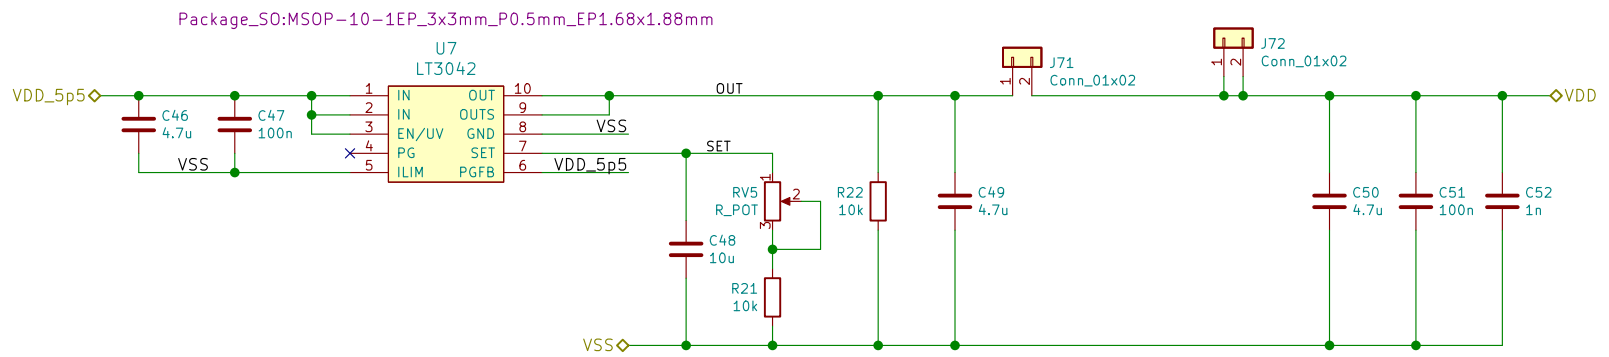 Package_SO:MSOP-10-1EP_3x3mm_P0.5mm_EP1.68x1.88mm
U7
LT3042
VDD_5p5
C46
4.7u
C47
100n
VSS
1
2
3
4
5
IN
IN
EN/UV
PG
ILIM
OUT
OUTS
GND
SET
PGFB
10
9
8
7
6
OUT
VSS
SET
VDD_5p5
C48
10u
RV5
R_POT
1
2
3
R21
10k
R22
10k
C49
4.7u
J71
Conn_01x02
1
2
J72
Conn_01x02
1
2
VDD
C50
4.7u
C51
100n
C52
1n
VSS